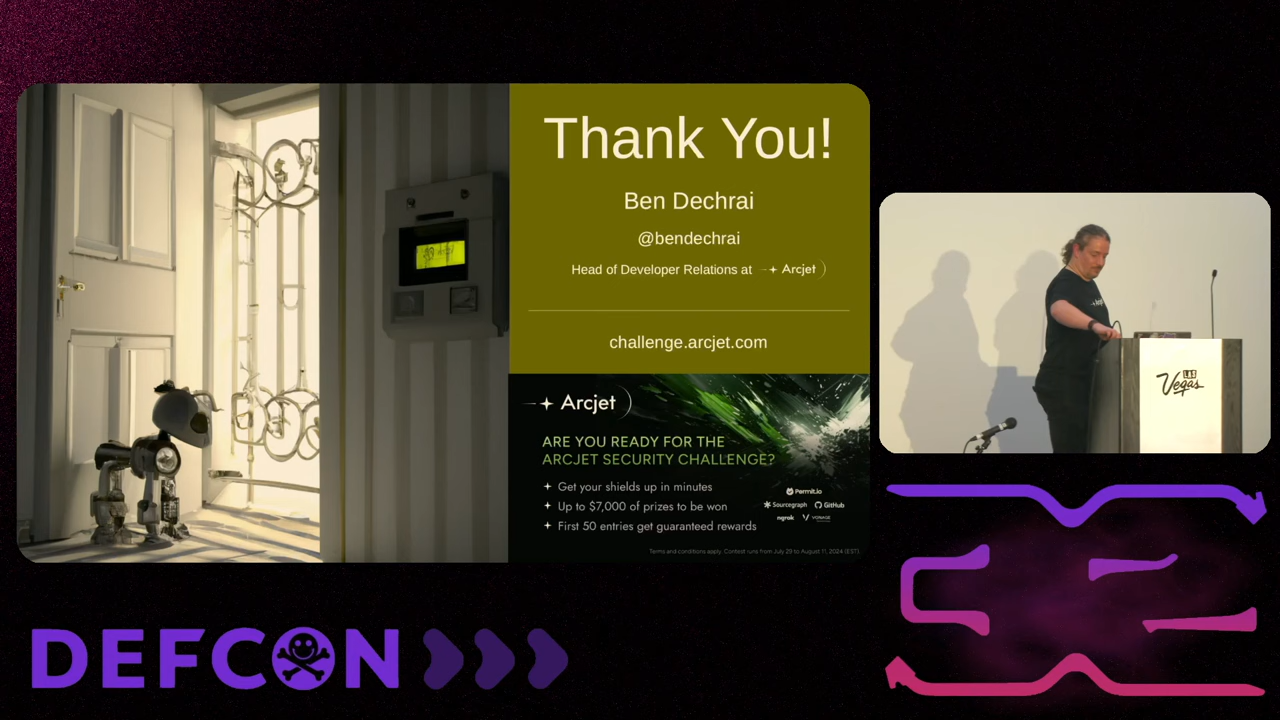 Thank You!
Ben Dechrai
@bendechrai
Head of Developer Relations at Arcjet
challenge.arcjet.com
Arcjet
ARE YOU READY FOR THE
ARCJET SECURITY CHALLENGE?
Get your shields up in minutes
Up to $7,000 of prizes to be won
First 50 entries get guaranteed rewards
Permit.io
Sourcegraph GitHub
ngrok VONAGE
Terms and conditions apply. Contest runs from July 29 to August 11, 2024 (EST).
LAS
Vegas
DEFCON